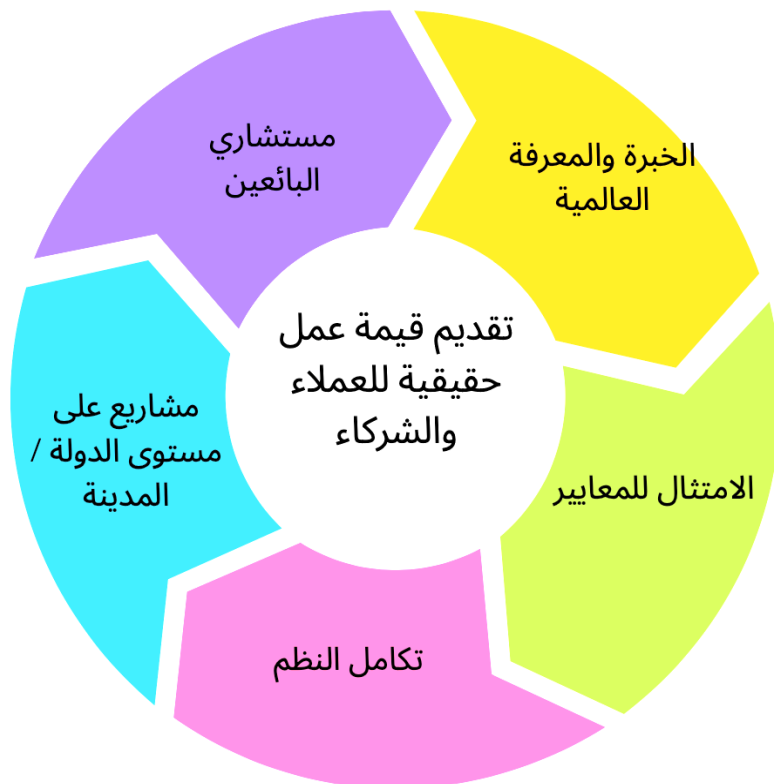 الخبرة والمعرفة
العالمية
الامتثال للمعايير
تكامل النظم
مشاريع على
مستوى الدولة /
المدينة
مستشاري
البائعين
تقديم قيمة عمل
حقيقية للعملاء
والشركاء